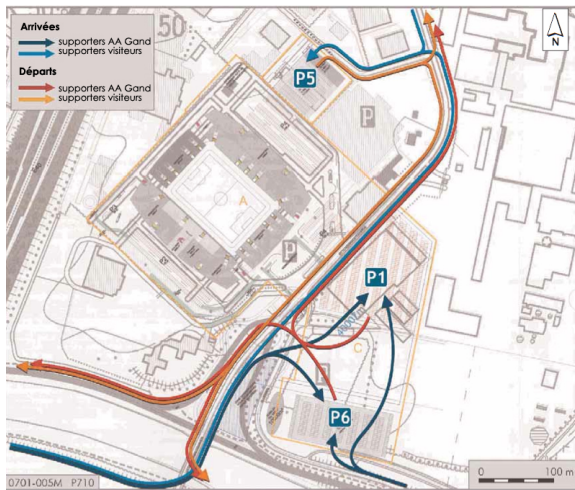 Arrivées
supporters AA Gand
supporters visiteurs
Départs
supporters AA Gand
supporters visiteurs
50
N
P5
P
A
P
P1
C
P6
0701-005M P710
0 100 m